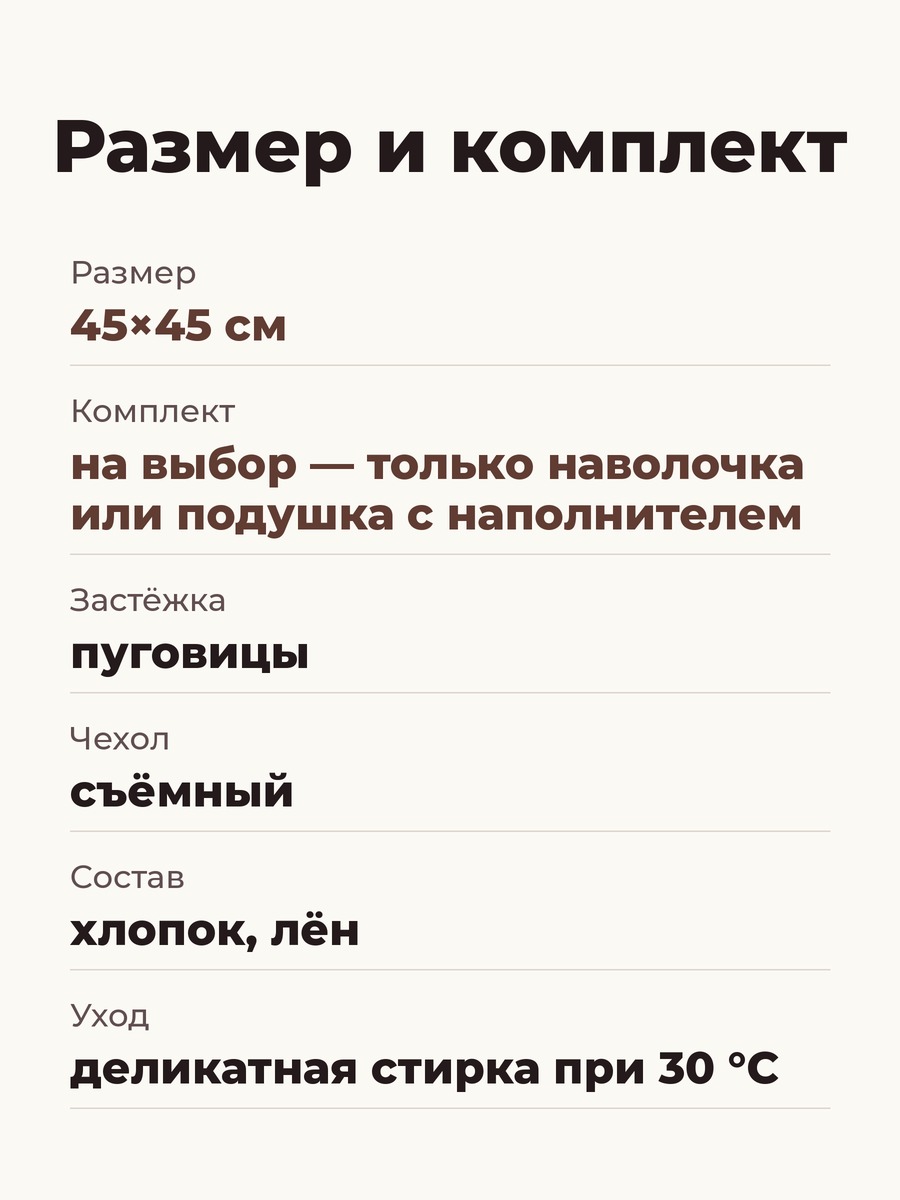 Размер и комплект
Размер
45×45 см
Комплект
на выбор — только наволочка
или подушка с наполнителем
Застёжка
пуговицы
Чехол
съёмный
Состав
хлопок, лён
Уход
деликатная стирка при 30 °C